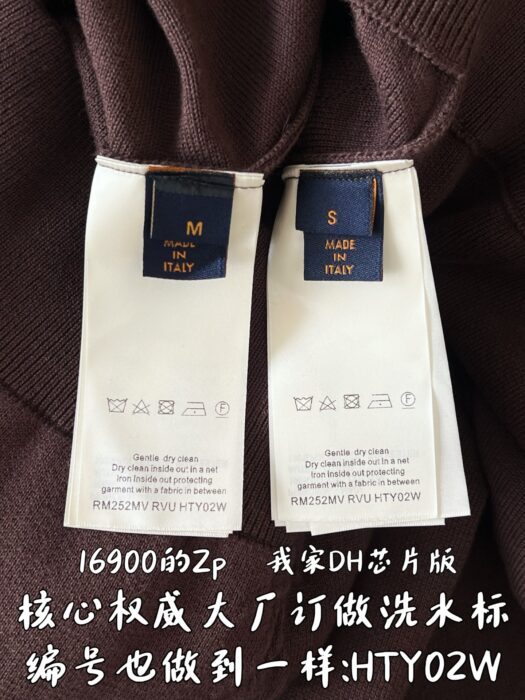 M
MADE
IN
ITALY
Gentle dry clean
Dry clean inside out in a net
Iron inside out protecting
garment with a fabric in between
RM252MV RVU HTY02W
S
MADE
IN
ITALY
F
Gentle dry clean
Dry clean inside out in a net
Iron inside out protecting
garment with a fabric in between
RM252MV RVU HTY02W
F
16900的Zp 我家DH芯片版
核心权威大厂订做洗水标
编号也做到一样:HTY02W